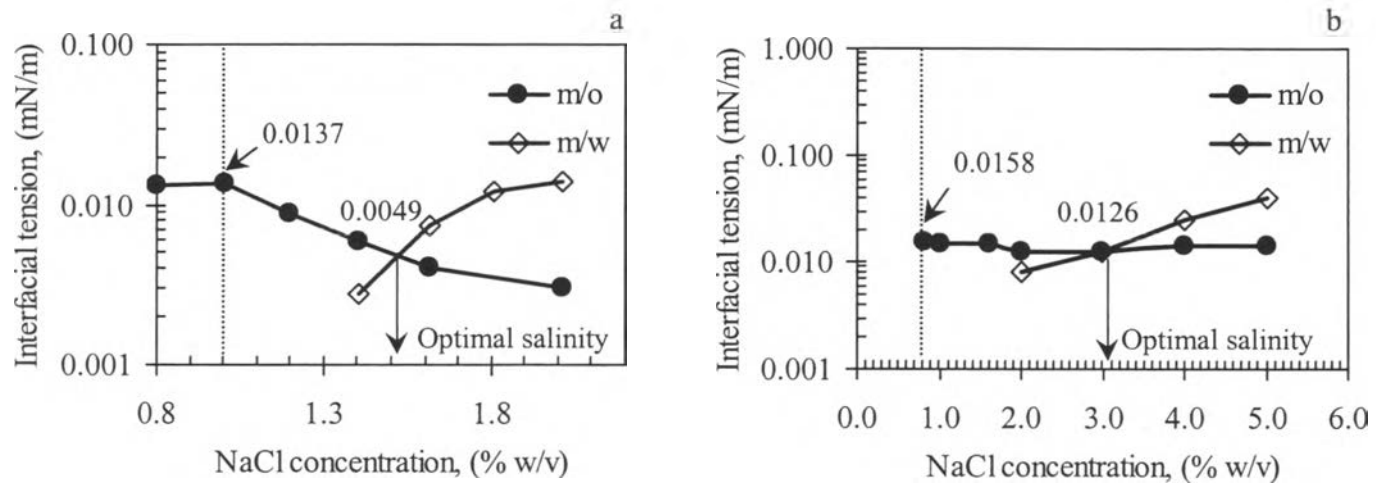 a
Interfacial tension, (mN/m)
0.100
0.010
0.001
m/o
m/w
0.0137
0.0049
Optimal salinity
0.8 1.3 1.8
NaCl concentration, (% w/v)
b
Interfacial tension, (mN/m)
1.000
0.100
0.010
0.001
m/o
m/w
0.0158
0.0126
Optimal salinity
0.0 1.0 2.0 3.0 4.0 5.0 6.0
NaCl concentration, (% w/v)